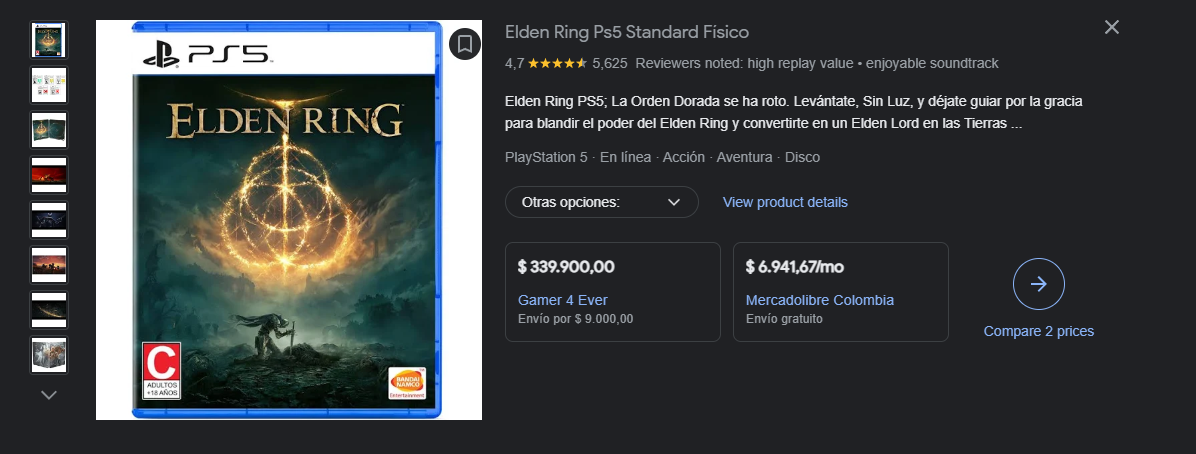 PS5
ELDEN RING
C
ADULTOS
+18 AÑOS
BANDAI
NAMCO
Entertainment
Elden Ring Ps5 Standard Físico
4,7 5,625 Reviewers noted: high replay value • enjoyable soundtrack
Elden Ring PS5; La Orden Dorada se ha roto. Levántate, Sin Luz, y déjate guiar por la gracia
para blandir el poder del Elden Ring y convertirte en un Elden Lord en las Tierras ...
PlayStation 5 · En línea · Acción · Aventura · Disco
Otras opciones:
View product details
$ 339.900,00
Gamer 4 Ever
Envío por $ 9.000,00
$ 6.941,67/mo
Mercadolibre Colombia
Envío gratuito
Compare 2 prices